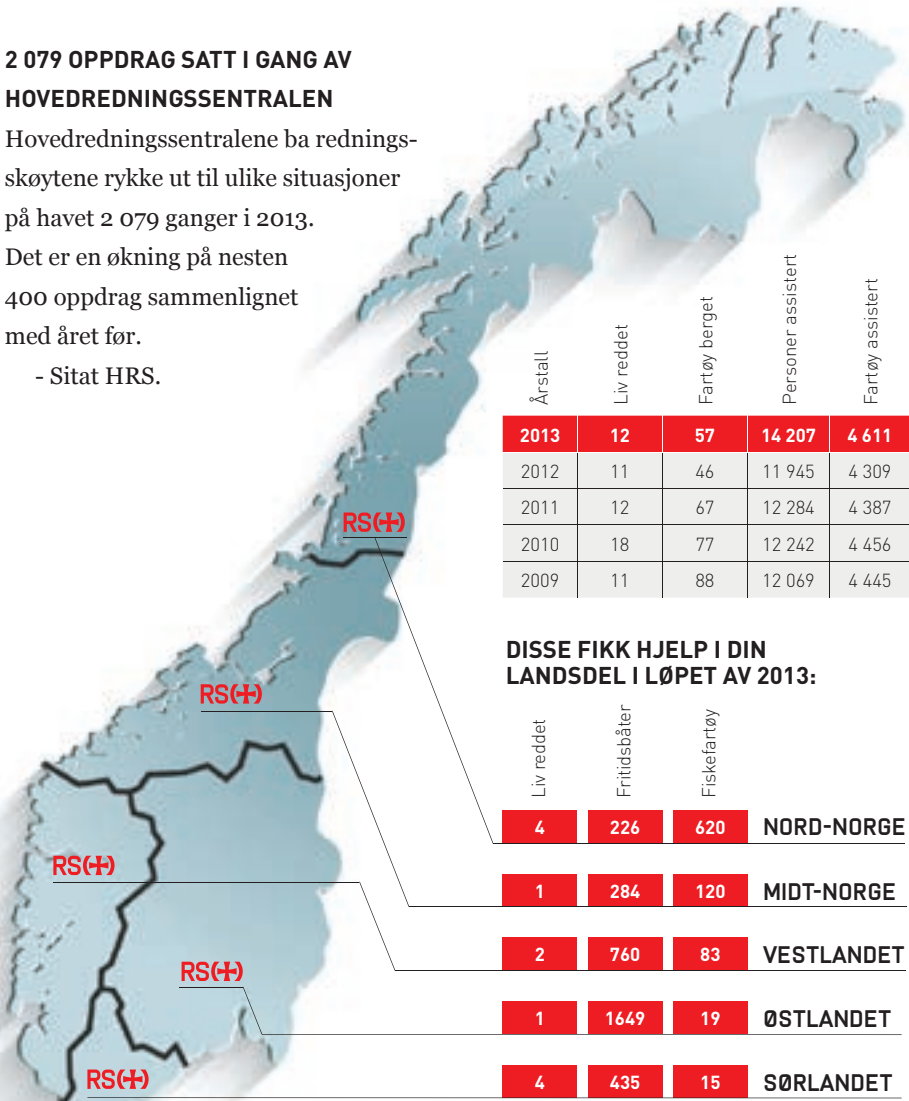 2 079 OPPDRAG SATT I GANG AV
HOVEDREDNINGSSENTRALEN
Hovedredningssentralene ba rednings-
skøytene rykke ut til ulike situasjoner
på havet 2 079 ganger i 2013.
Det er en økning på nesten
400 oppdrag sammenlignet
med året før.
- Sitat HRS.
Årstall Liv reddet Fartøy berget Personer assistert Fartøy assistert
2013 12 57 14 207 4 611
2012 11 46 11 945 4 309
2011 12 67 12 284 4 387
2010 18 77 12 242 4 456
2009 11 88 12 069 4 445
DISSE FIKK HJELP I DIN
LANDSDEL I LØPET AV 2013:
Liv reddet Fritidsbåter Fiskefartøy
4 226 620 NORD-NORGE
1 284 120 MIDT-NORGE
2 760 83 VESTLANDET
1 1649 19 ØSTLANDET
4 435 15 SØRLANDET
RS(+)
RS(+)
RS(+)
RS(+)
RS(+)